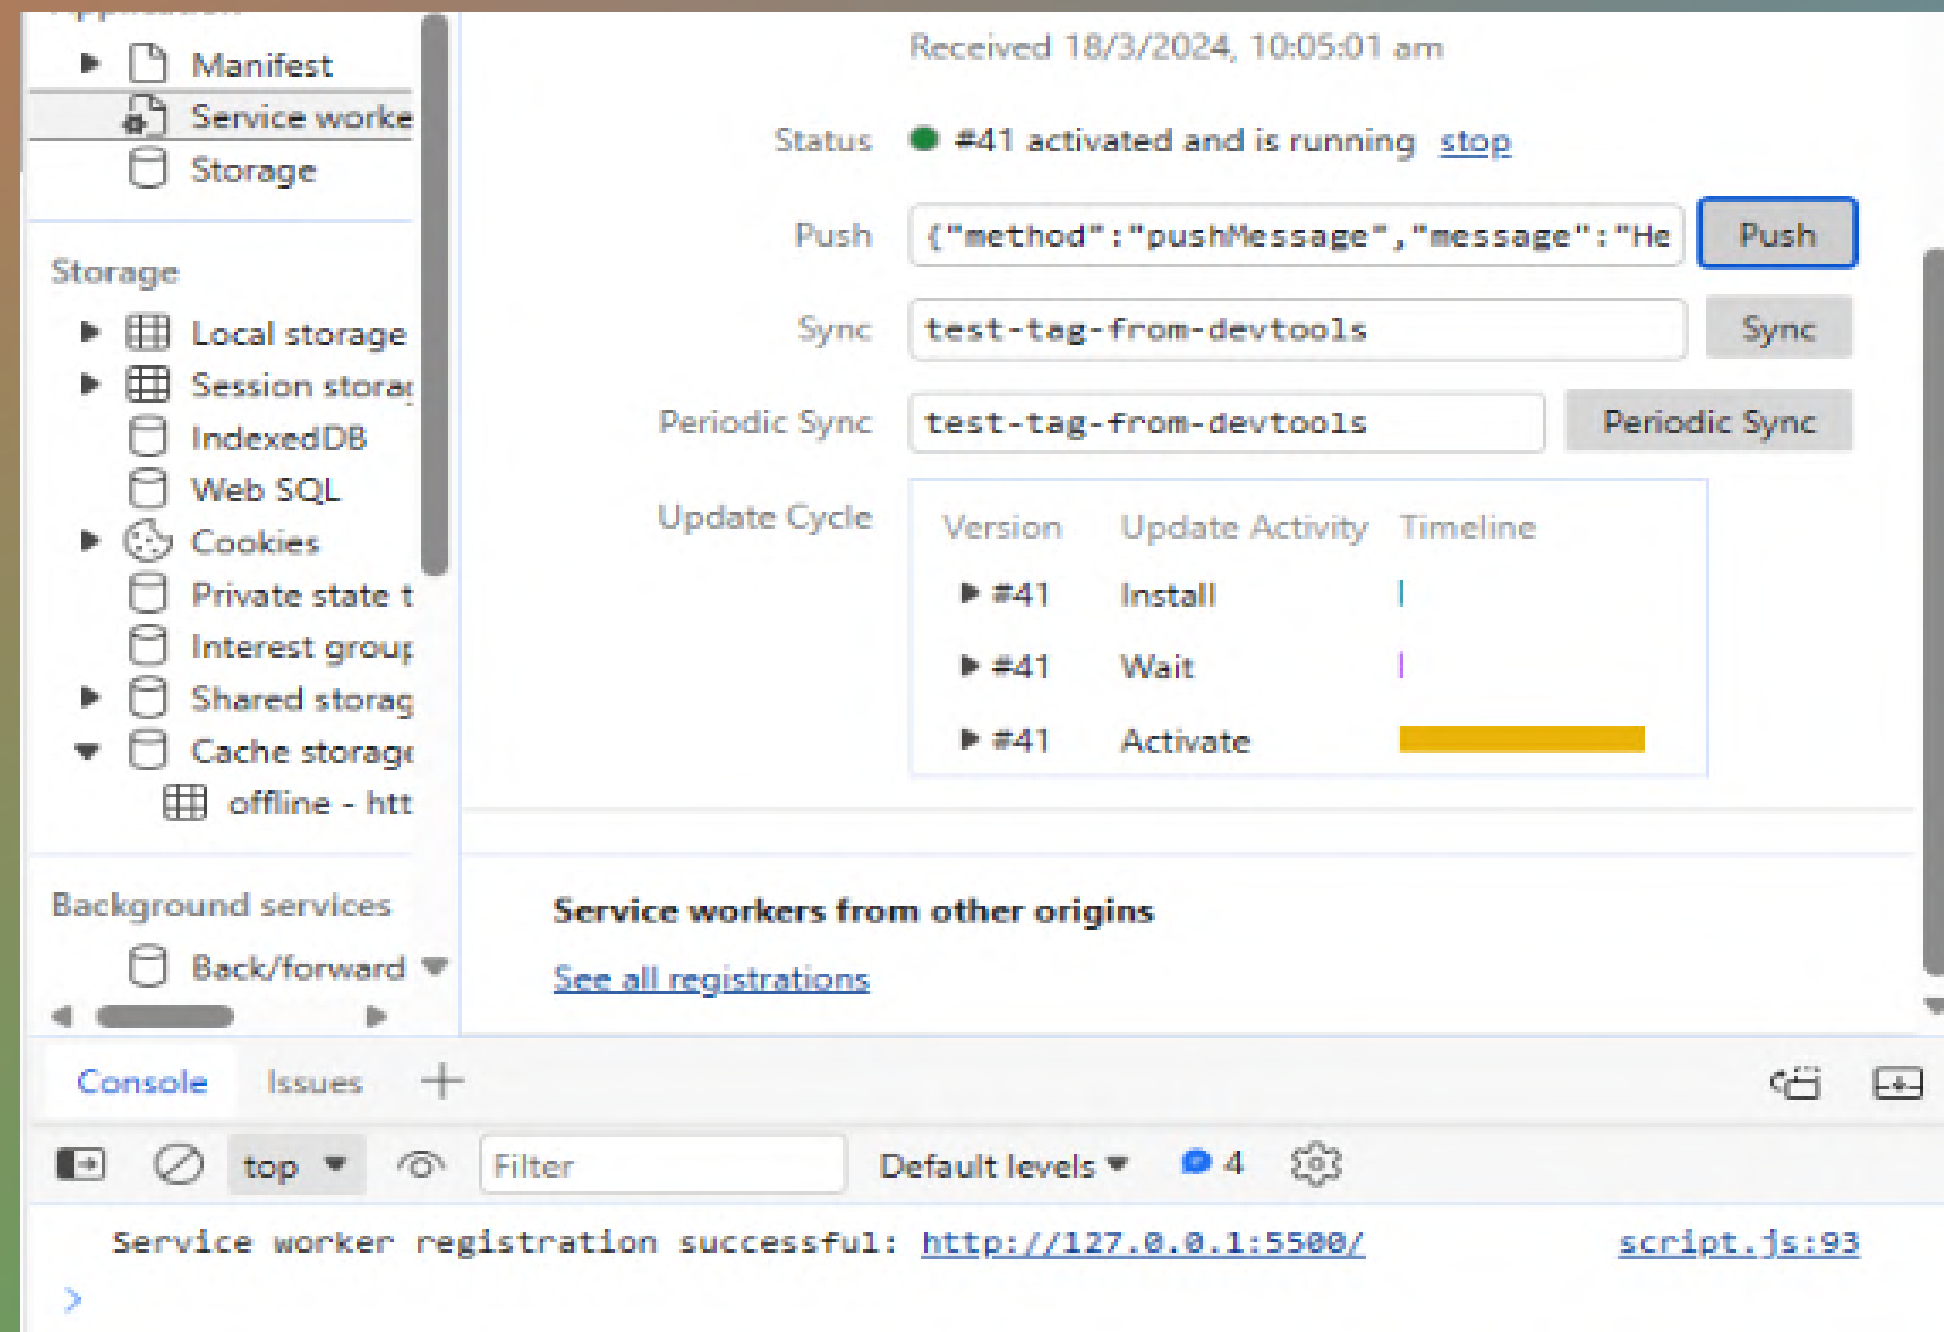 Application
Manifest
Service worke
Storage
Storage
Local storage
Session storag
IndexedDB
Web SQL
Cookies
Private state t
Interest group
Shared storag
Cache storage
offline - htt
Background services
Back/forward
Received 18/3/2024, 10:05:01 am
Status #41 activated and is running stop
Push {"method":"pushMessage","message":"He Push
Sync test-tag-from-devtools Sync
Periodic Sync test-tag-from-devtools Periodic Sync
Update Cycle Version Update Activity Timeline
#41 Install
#41 Wait
#41 Activate
Service workers from other origins
See all registrations
Console Issues
top Filter Default levels 4
Service worker registration successful: http://127.0.0.1:5500/ script.js:93